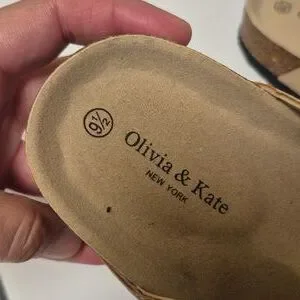 9½
Olivia & Kate
NEW YORK